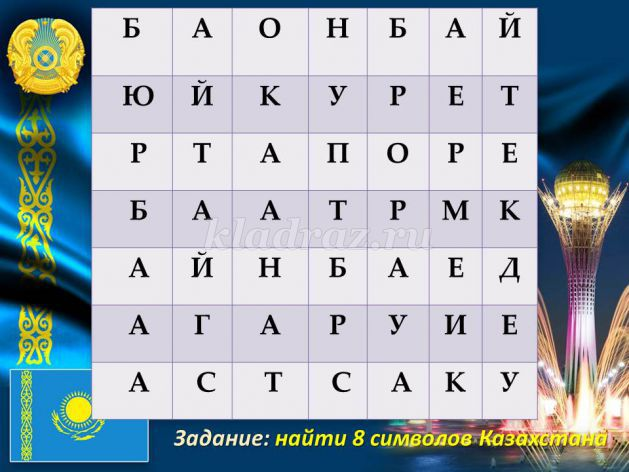 Б А О Н Б А Й
Ю Й К У Р Е Т
Р Т А П О Р Е
Б А А Т Р М К
А Й Н Б А Е Д
А Г А Р У И Е
А С Т С А К У
kladraz.ru
Задание: найти 8 символов Казахстана